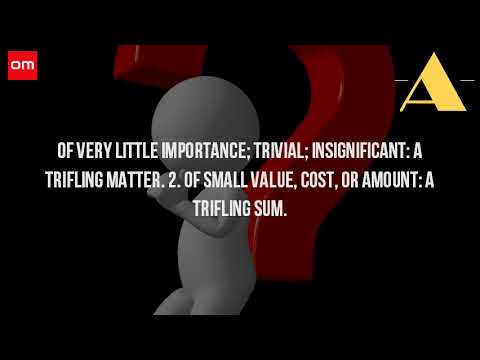 om
A
OF VERY LITTLE IMPORTANCE; TRIVIAL; INSIGNIFICANT: A
TRIFLING MATTER. 2. OF SMALL VALUE, COST, OR AMOUNT: A
TRIFLING SUM.